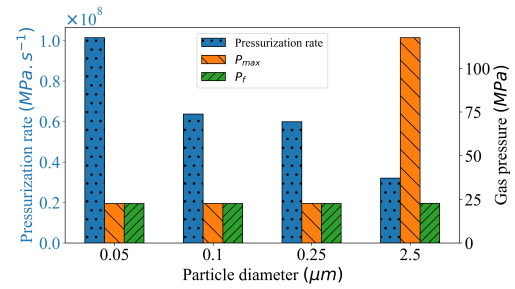 ×10⁸
Pressurization rate (MPa.s⁻¹)
1.0
0.8
0.6
0.4
0.2
0.0
Pressurization rate
P_max
P_f
100
75
50
25
0
Gas pressure (MPa)
0.05 0.1 0.25 2.5
Particle diameter (μm)